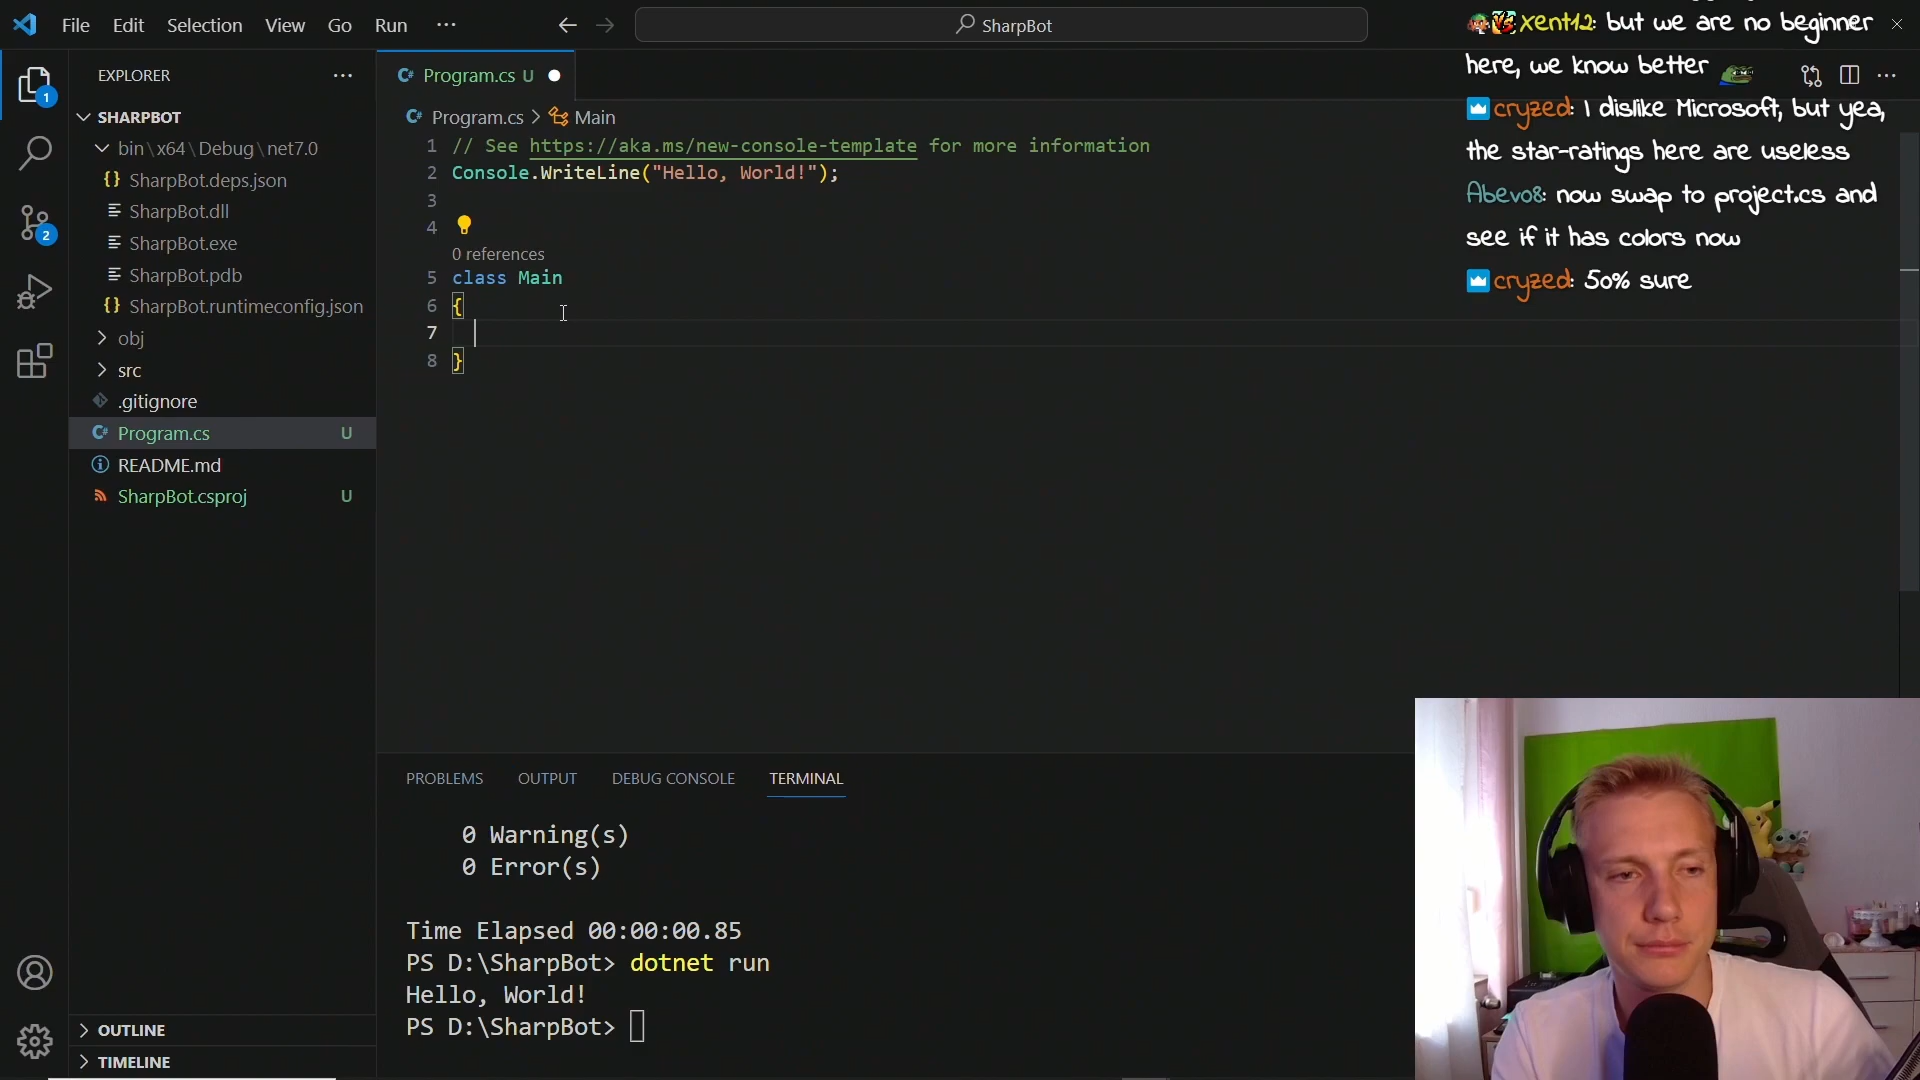 File Edit Selection View Go Run ···
SharpBot
EXPLORER
SHARPBOT
bin\x64\Debug\net7.0
{} SharpBot.deps.json
SharpBot.dll
SharpBot.exe
SharpBot.pdb
{} SharpBot.runtimeconfig.json
obj
src
.gitignore
C# Program.cs U
README.md
SharpBot.csproj U
OUTLINE
TIMELINE
1
2
C# Program.cs U
C# Program.cs > Main
1 // See https://aka.ms/new-console-template for more information
2 Console.WriteLine("Hello, World!");
3
4
0 references
5 class Main
6 {
7
8 }
PROBLEMS OUTPUT DEBUG CONSOLE TERMINAL
0 Warning(s)
0 Error(s)
Time Elapsed 00:00:00.85
PS D:\SharpBot> dotnet run
Hello, World!
PS D:\SharpBot>
xent12: but we are no beginner
here, we know better
cryzed: I dislike Microsoft, but yea,
the star-ratings here are useless
Abevo8: now swap to project.cs and
see if it has colors now
cryzed: 50% sure